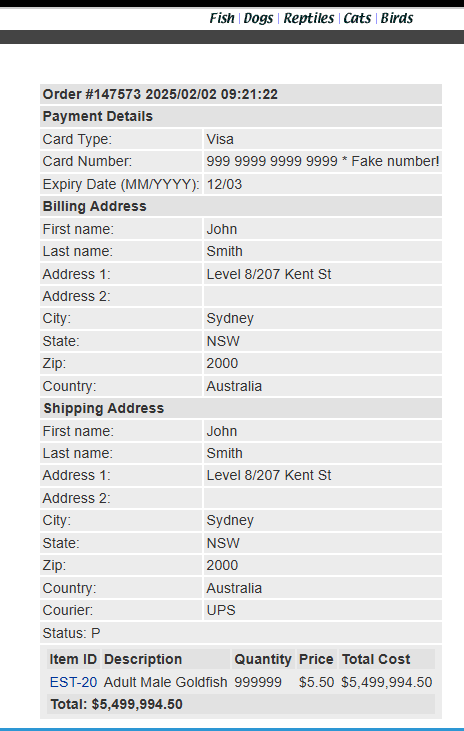 Fish | Dogs | Reptiles | Cats | Birds
Order #147573 2025/02/02 09:21:22
Payment Details
Card Type: Visa
Card Number: 999 9999 9999 9999 * Fake number!
Expiry Date (MM/YYYY): 12/03
Billing Address
First name: John
Last name: Smith
Address 1: Level 8/207 Kent St
Address 2:
City: Sydney
State: NSW
Zip: 2000
Country: Australia
Shipping Address
First name: John
Last name: Smith
Address 1: Level 8/207 Kent St
Address 2:
City: Sydney
State: NSW
Zip: 2000
Country: Australia
Courier: UPS
Status: P
Item ID Description Quantity Price Total Cost
EST-20 Adult Male Goldfish 999999 $5.50 $5,499,994.50
Total: $5,499,994.50